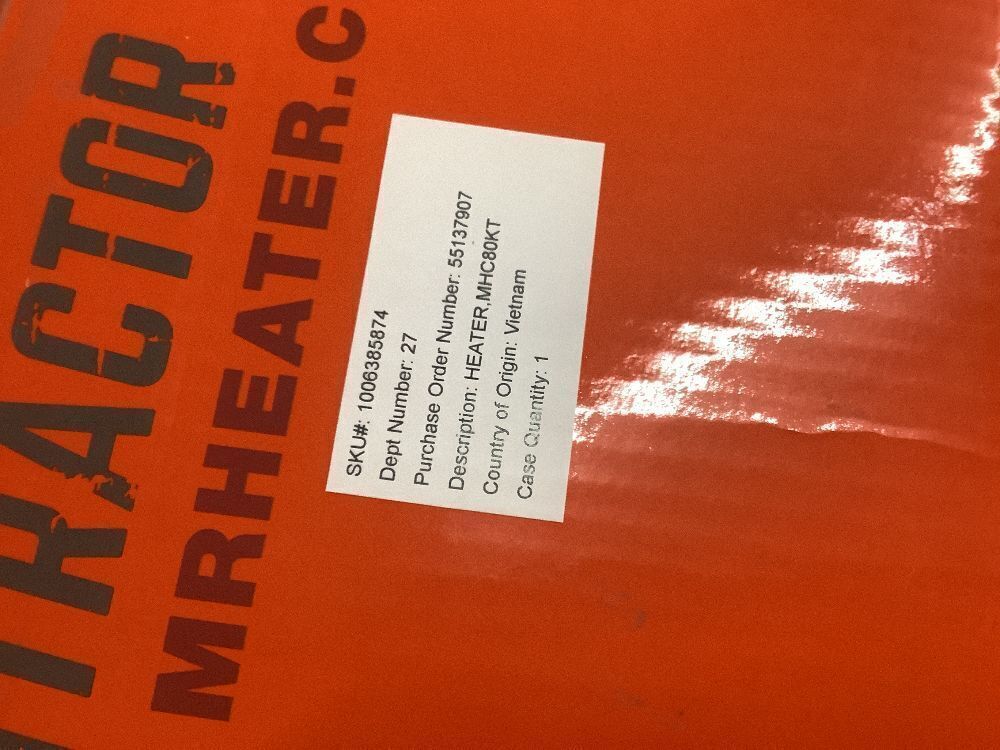 TRACTOR
MRHEATER.C
SKU#: 1006385874
Dept Number: 27
Purchase Order Number: 55137907
Description: HEATER,MHC80KT
Country of Origin: Vietnam
Case Quantity: 1